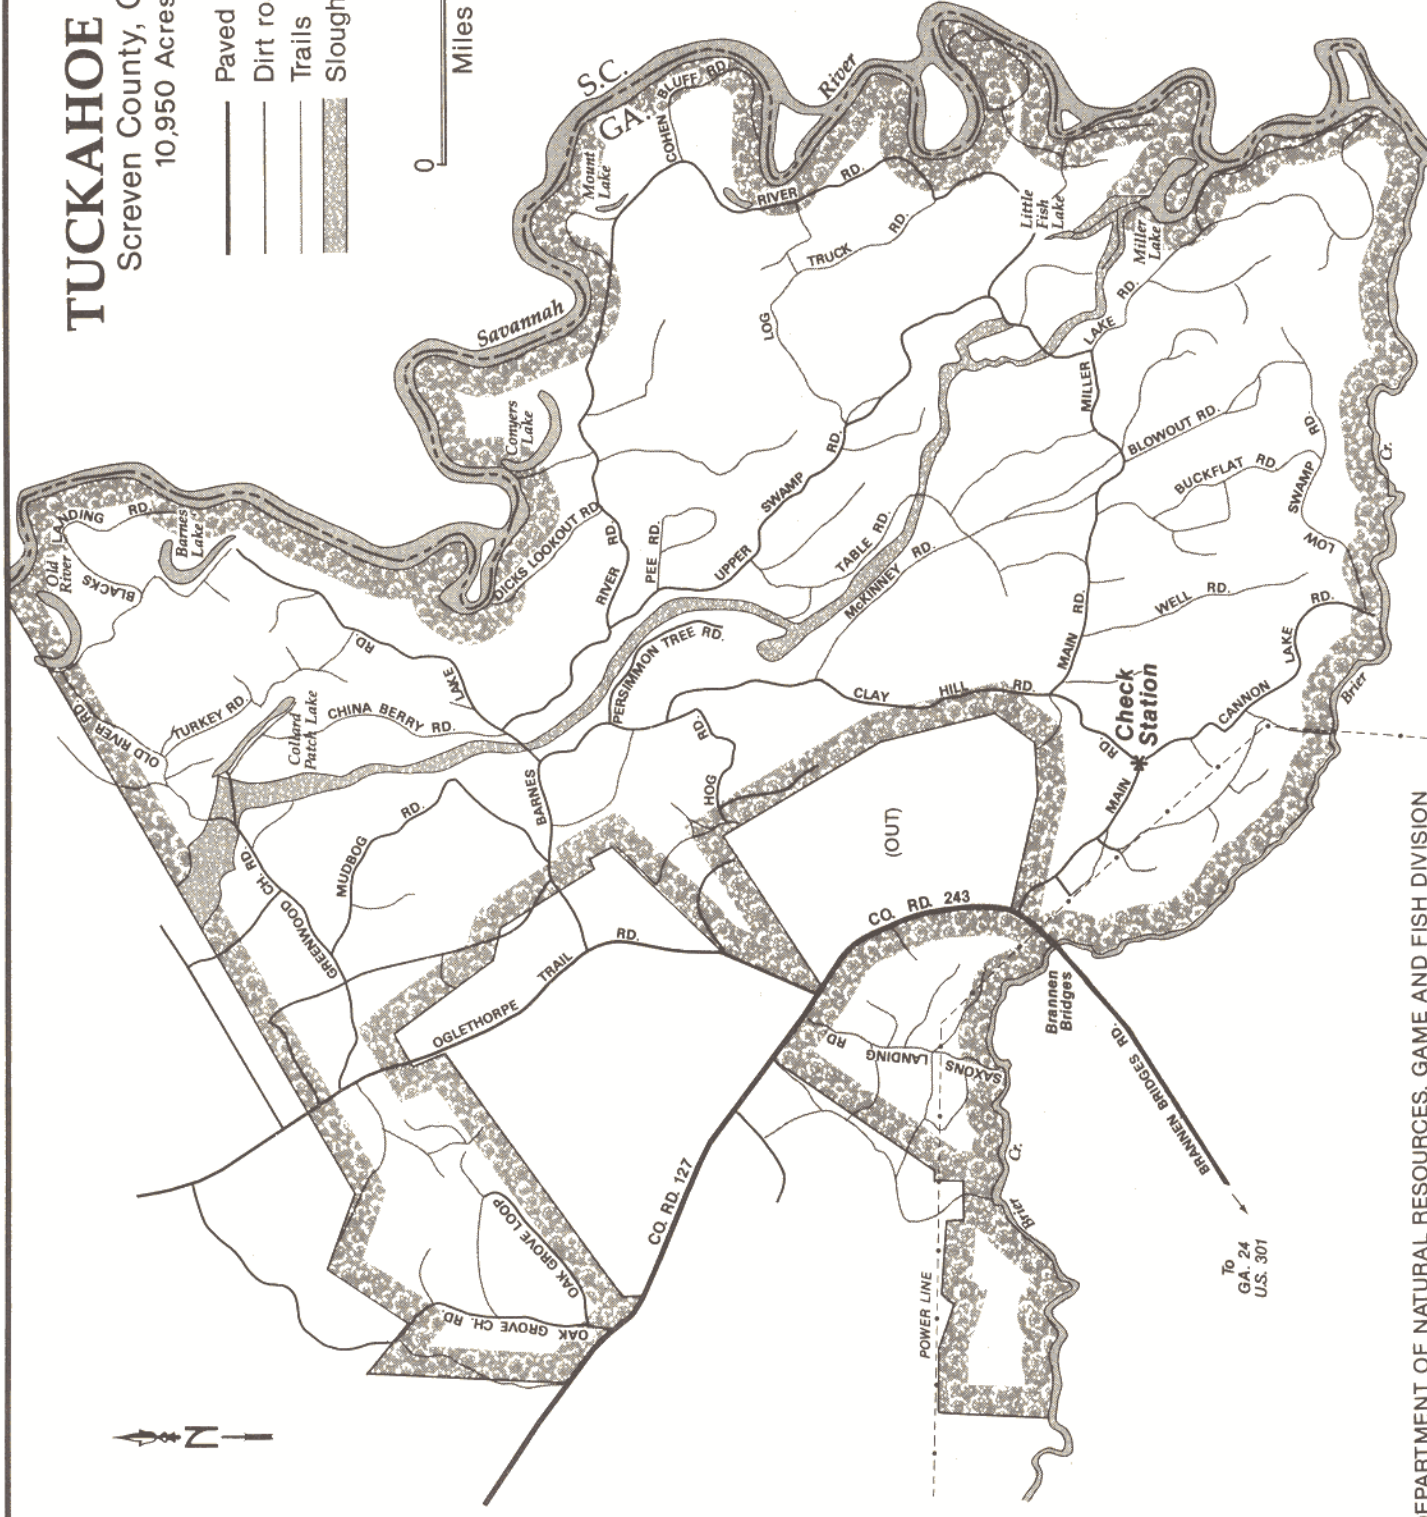 TUCKAHOE
Screven County,
10,950 Acres
Paved
Dirt ro
Trails
Slough
0
Miles
S.C.
GA.
Savannah
River
COHEN BLUFF RD.
Mount
Lake
RIVER RD.
LOG TRUCK RD.
Little
Fish
Lake
Miller
Lake
MILLER LAKE RD.
Conyers
Lake
DICKS LOOKOUT RD.
RIVER RD.
PEE RD.
UPPER SWAMP RD.
TABLE RD.
McKINNEY RD.
BLOWOUT RD.
BUCKFLAT RD.
LOW SWAMP RD.
WELL RD.
MAIN RD.
CANNON LAKE RD.
Brier Cr.
Old
River
BLACKS LANDING RD.
Barnes
Lake
OLD RIVER RD.
TURKEY RD.
Collard
Patch Lake
CHINA BERRY RD.
BARNES LAKE RD.
PERSIMMON TREE RD.
CLAY HILL RD.
HOG RD.
MUDBOG RD.
GREENWOOD CH. RD.
Check
Station
MAIN RD
(OUT)
CO. RD. 243
OGLETHORPE TRAIL RD.
Brannen
Bridges
BRANNEN BRIDGES RD.
SAXONS LANDING RD
CO. RD. 127
OAK GROVE LOOP
OAK GROVE CH. RD.
Brier Cr.
POWER LINE
To
GA. 24
U.S. 301
N
EPARTMENT OF NATURAL RESOURCES, GAME AND FISH DIVISION